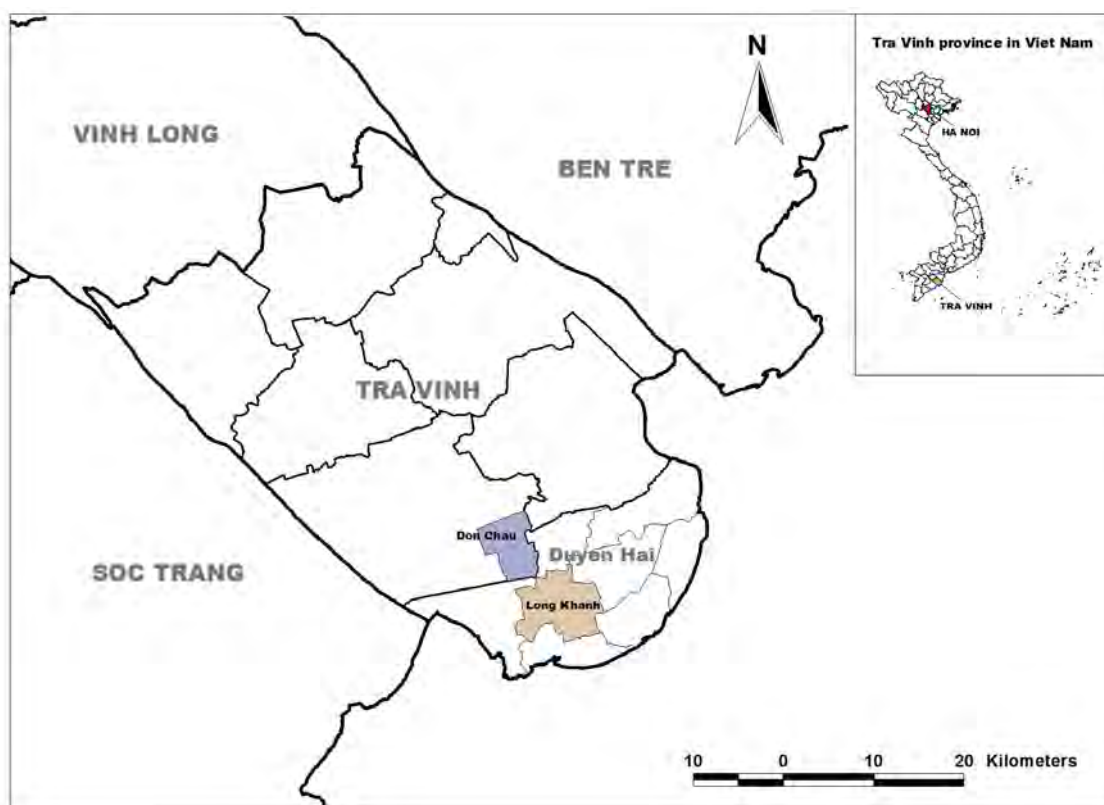 Tra Vinh province in Viet Nam
N
HA NOI
TRA VINH
VINH LONG
BEN TRE
TRA VINH
Don Chau
Duyen Hai
SOC TRANG
Long Khanh
10 0 10 20 Kilometers